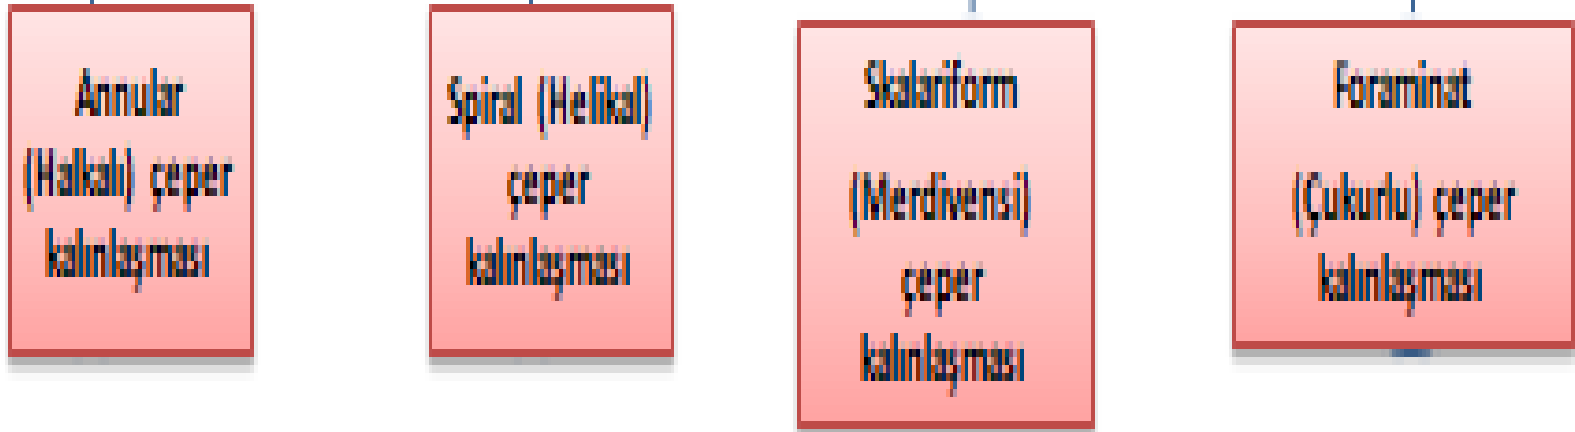 Annular
(Halkalı) çeper
kalınlaşması
Spiral (Helikal)
çeper
kalınlaşması
Skalariform
(Merdivensi)
çeper
kalınlaşması
Foraminat
(Çukurlu) çeper
kalınlaşması